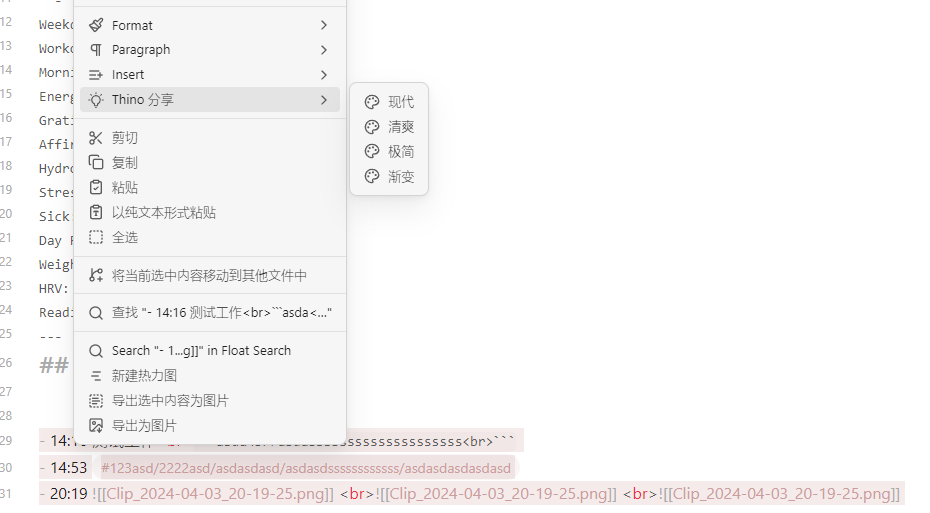 12 Weekd
Format
13 Worko
Paragraph
14 Morni
Insert
15 Energ
Thino 分享
现代
清爽
极简
渐变
16 Grati
17 Affir
剪切
18 Hydro
复制
19 Stres
粘贴
20 Sick:
以纯文本形式粘贴
21 Day R
全选
22 Weigh
将当前选中内容移动到其他文件中
23 HRV:
24 Readi
查找 "- 14:16 测试工作<br>```asda<..."
25 ---
Search "- 1...g]]" in Float Search
26 ##
新建热力图
27
导出选中内容为图片
28
导出为图片
29 - 14:1
ssssssssssssssss<br>```
30 - 14:53 #123asd/2222asd/asdasdasd/asdasdssssssssssss/asdasdasdasdasd
31 - 20:19 ![[Clip_2024-04-03_20-19-25.png]] <br>![[Clip_2024-04-03_20-19-25.png]] <br>![[Clip_2024-04-03_20-19-25.png]]